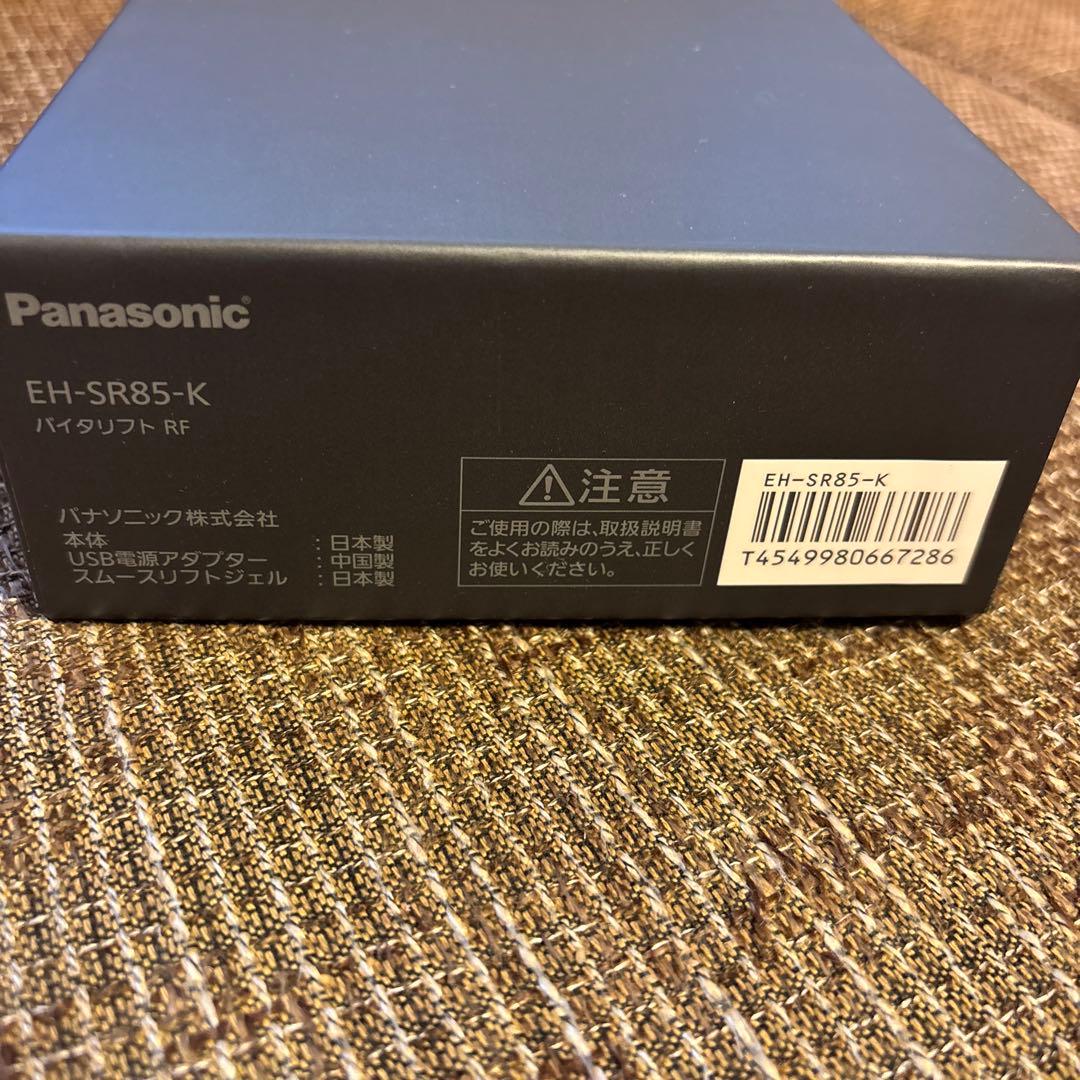 Panasonic®
EH-SR85-K
バイタリフト RF
パナソニック株式会社
本体 : 日本製
USB電源アダプター : 中国製
スムースリフトジェル : 日本製
⚠注意
ご使用の際は、取扱説明書
をよくお読みのうえ、正しく
お使いください。
EH-SR85-K
T4549980667286